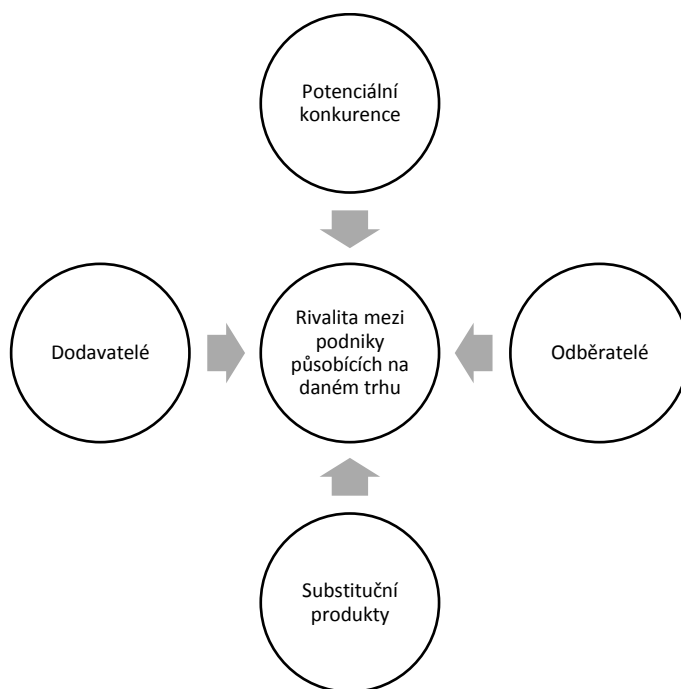 Potenciální
konkurence
Dodavatelé
Rivalita mezi
podniky
působících na
daném trhu
Odběratelé
Substituční
produkty